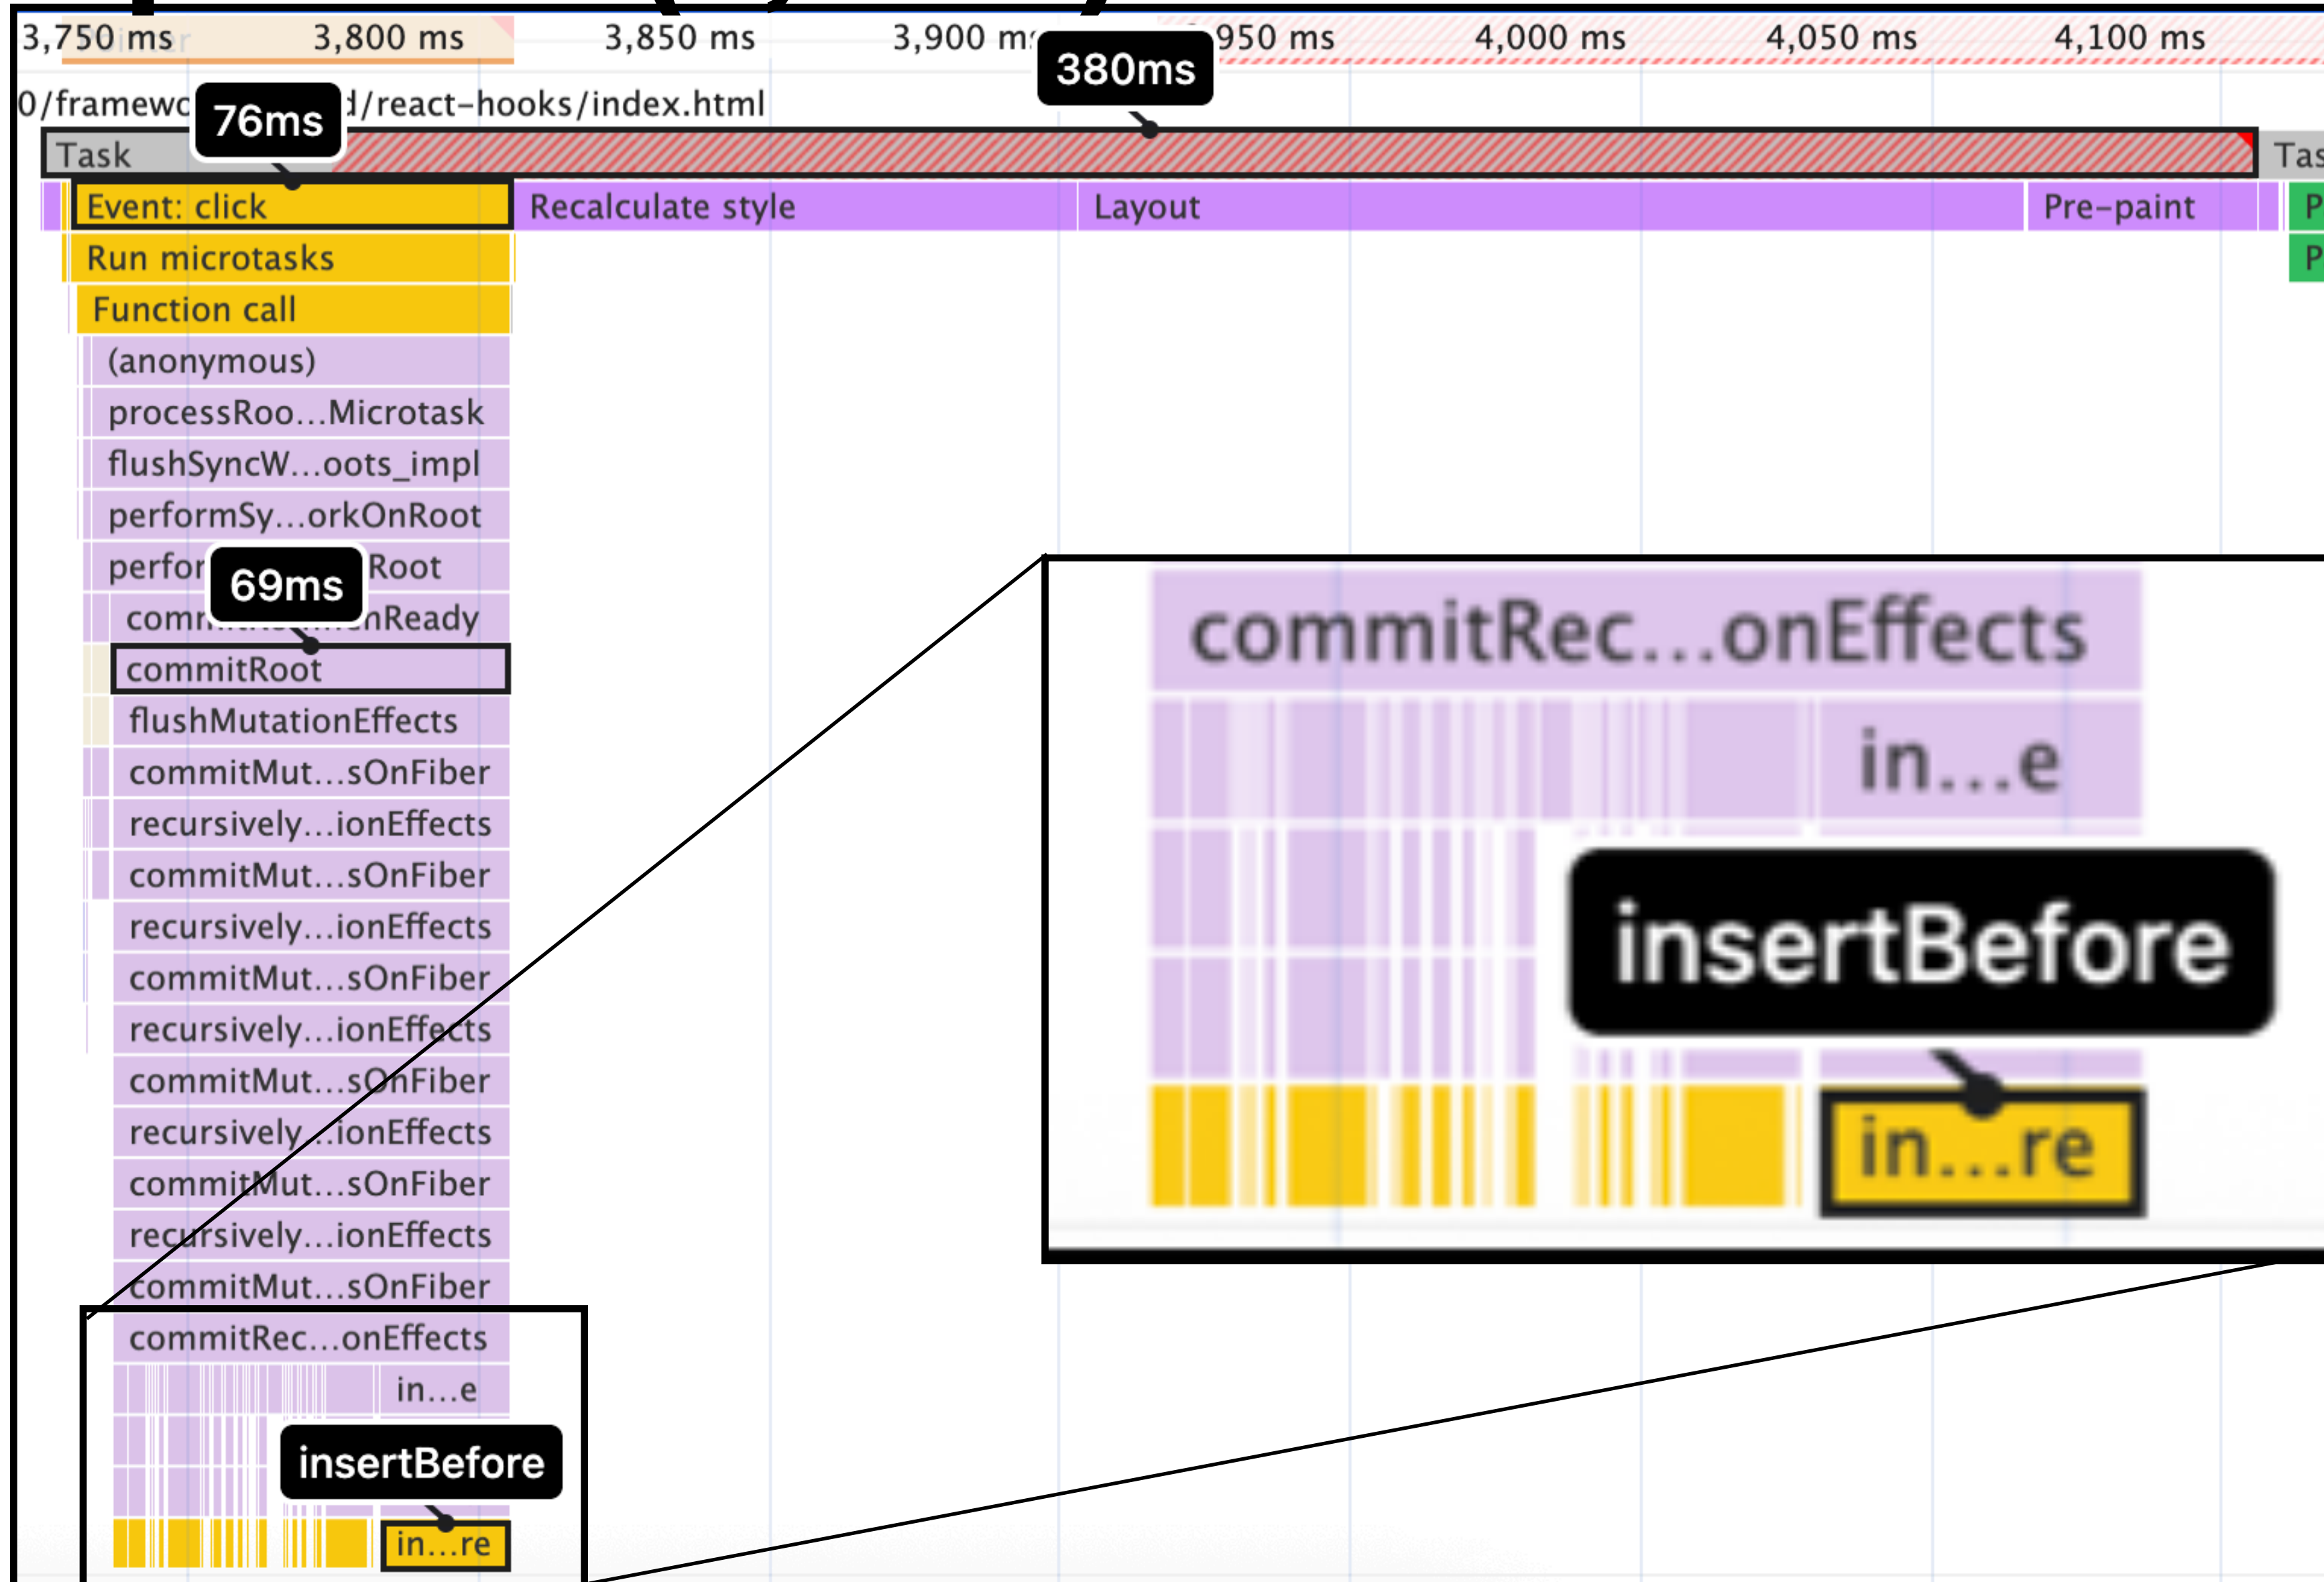 3,750 ms 3,800 ms 3,850 ms 3,900 ms 950 ms 4,000 ms 4,050 ms 4,100 ms
380ms
0/framewo d/react-hooks/index.html
76ms
Task Tas
Event: click Recalculate style Layout Pre-paint P
Run microtasks P
Function call
(anonymous)
processRoo...Microtask
flushSyncW...oots_impl
performSy...orkOnRoot
perfor Root
69ms
com nReady
commitRoot
flushMutationEffects
commitMut...sOnFiber
recursively...ionEffects
commitMut...sOnFiber
recursively...ionEffects
commitMut...sOnFiber
recursively...ionEffects
commitMut...sOnFiber
recursively...ionEffects
commitMut...sOnFiber
recursively...ionEffects
commitMut...sOnFiber
commitRec...onEffects
in...e
insertBefore
in...re
commitRec...onEffects
in...e
insertBefore
in...re